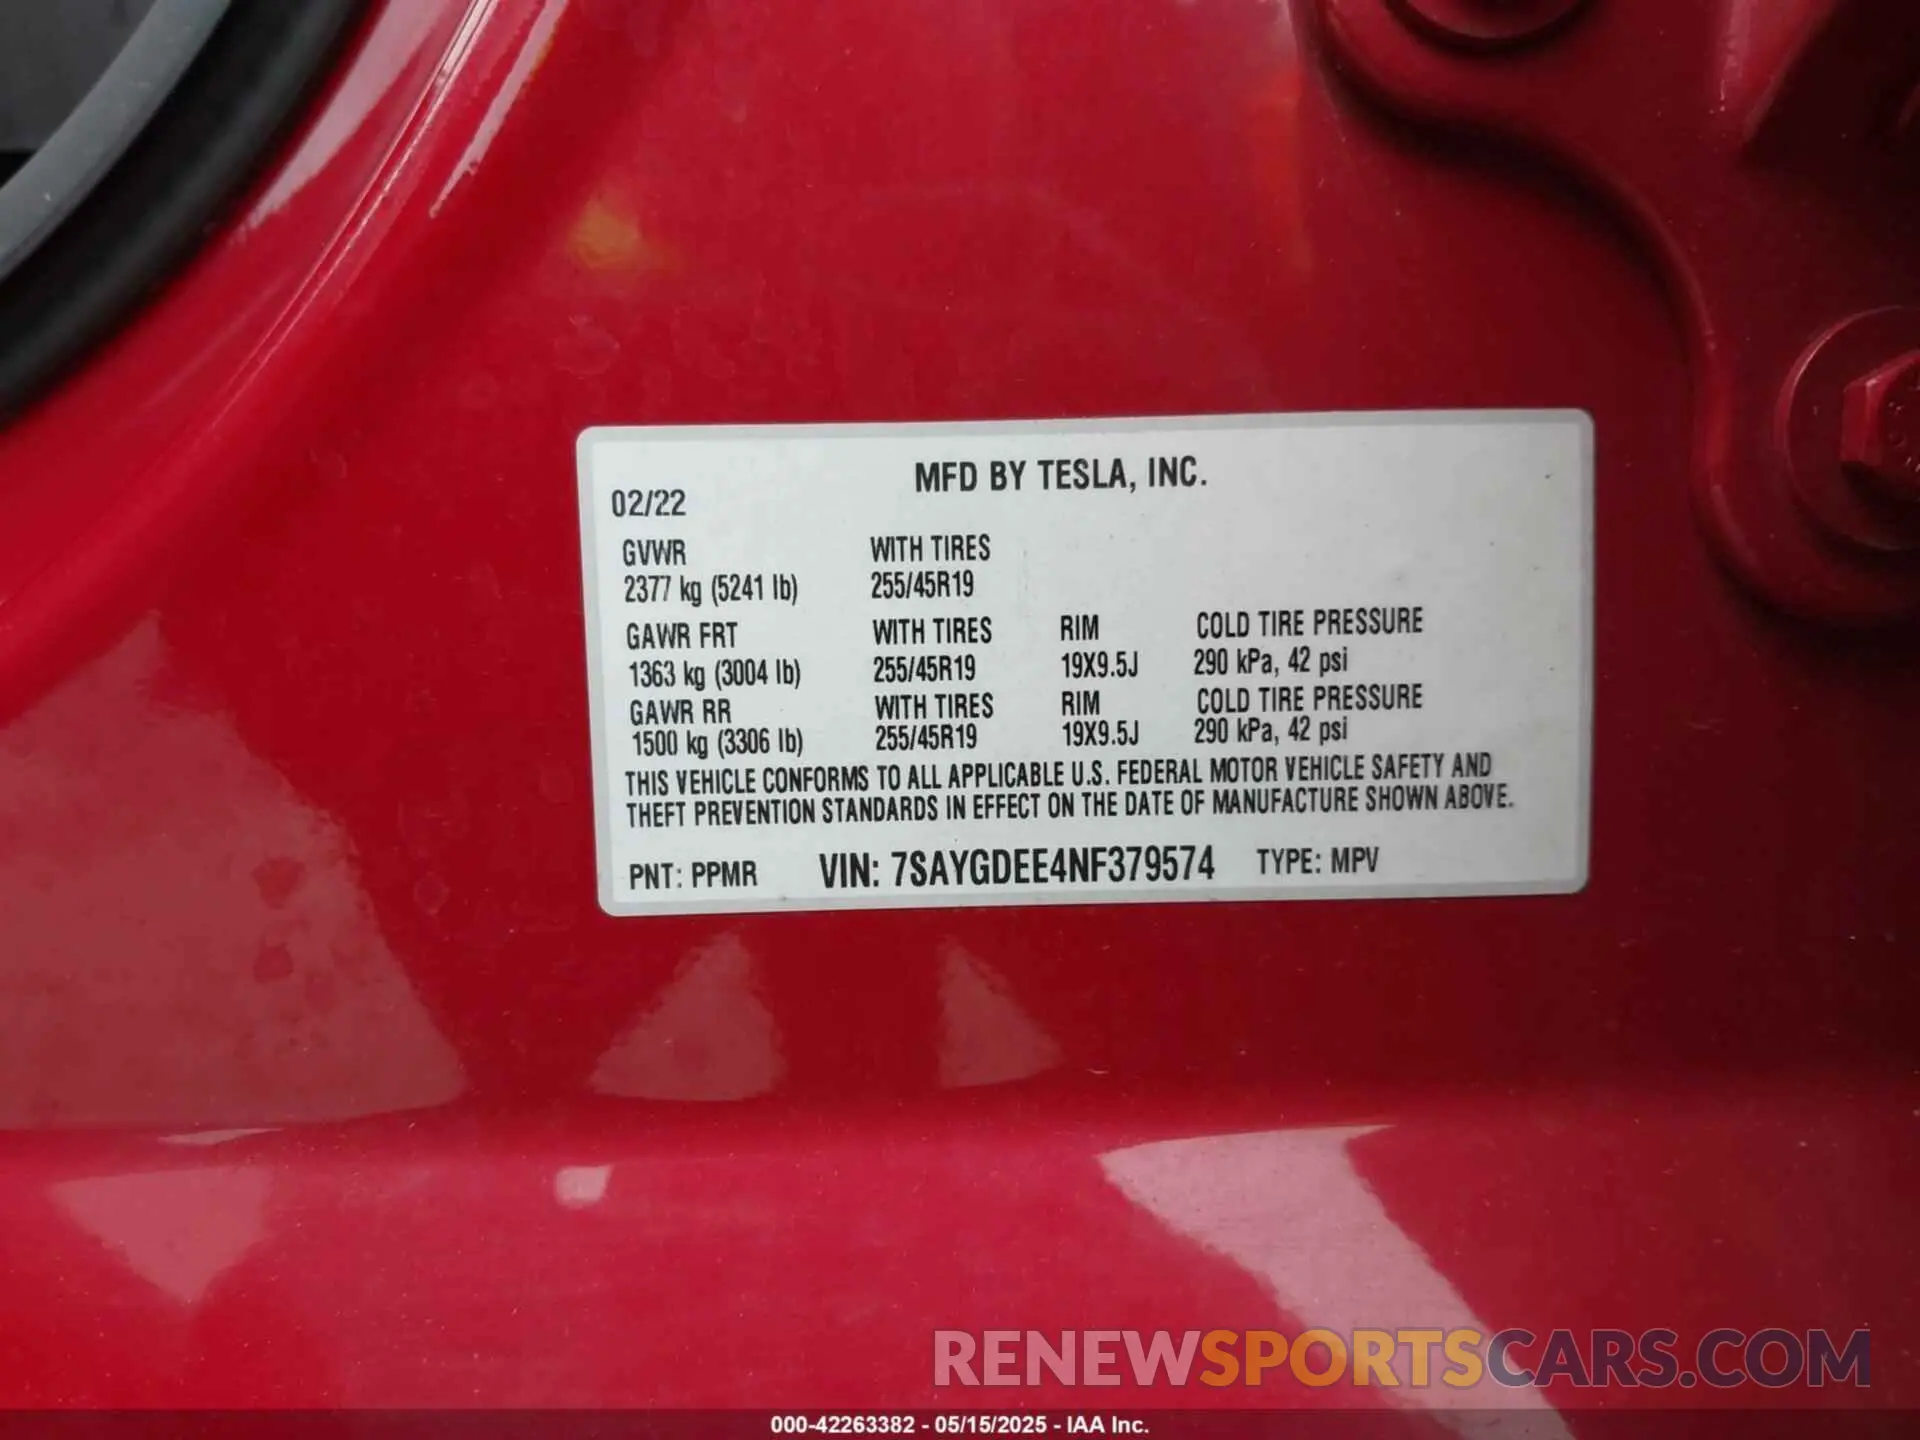 MFD BY TESLA, INC.
02/22
GVWR WITH TIRES
2377 kg (5241 lb) 255/45R19
GAWR FRT WITH TIRES RIM COLD TIRE PRESSURE
1363 kg (3004 lb) 255/45R19 19X9.5J 290 kPa, 42 psi
GAWR RR WITH TIRES RIM COLD TIRE PRESSURE
1500 kg (3306 lb) 255/45R19 19X9.5J 290 kPa, 42 psi
THIS VEHICLE CONFORMS TO ALL APPLICABLE U.S. FEDERAL MOTOR VEHICLE SAFETY AND
THEFT PREVENTION STANDARDS IN EFFECT ON THE DATE OF MANUFACTURE SHOWN ABOVE.
PNT: PPMR VIN: 7SAYGDEE4NF379574 TYPE: MPV
RENEWSPORTSCARS.COM
000-42263382 - 05/15/2025 - IAA Inc.